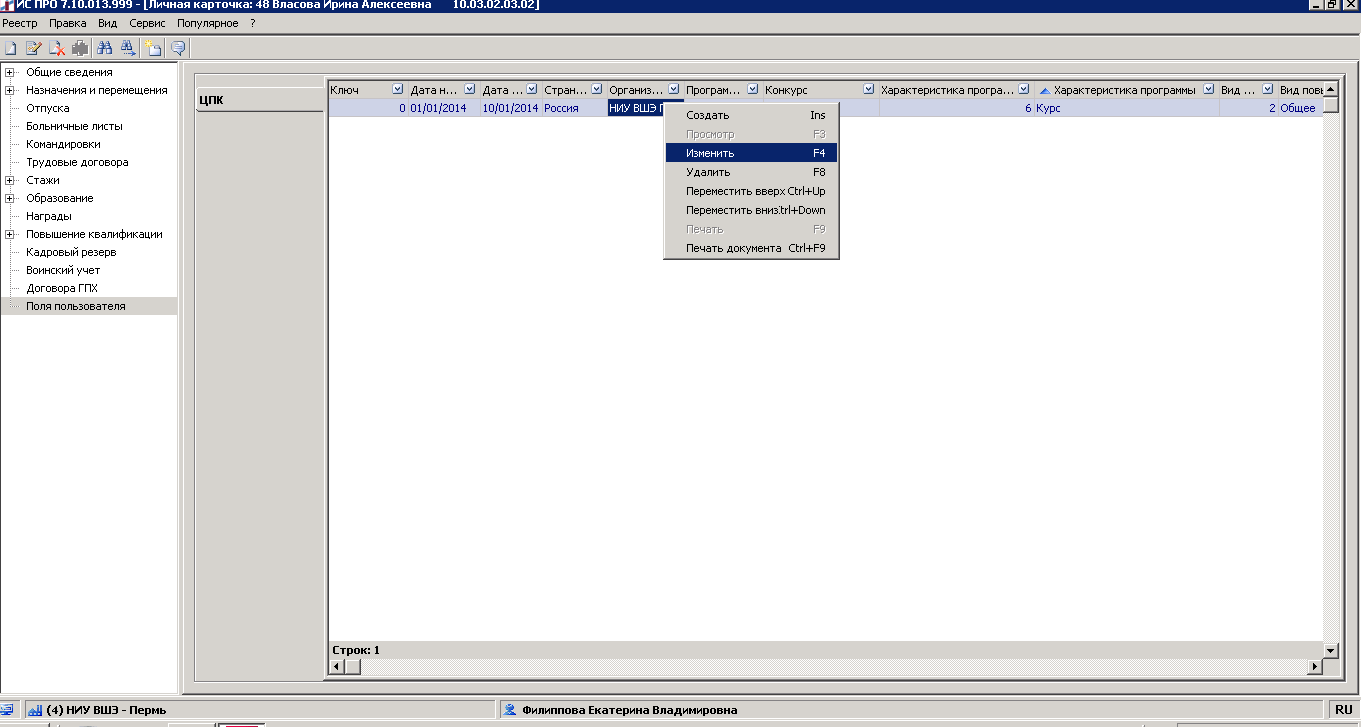 ИС ПРО 7.10.013.999 - [Личная карточка: 48 Власова Ирина Алексеевна 10.03.02.03.02]
Реестр Правка Вид Сервис Популярное ?
Общие сведения
Назначения и перемещения
Отпуска
Больничные листы
Командировки
Трудовые договора
Стажи
Образование
Награды
Повышение квалификации
Кадровый резерв
Воинский учет
Договора ГПХ
Поля пользователя
ЦПК
Ключ Дата н... Дата ... Стран... Организ... Програм... Конкурс Характеристика програ... Характеристика программы Вид ... Вид повы
0 01/01/2014 10/01/2014 Россия НИУ ВШЭ 6 Курс 2 Общее
Создать Ins
Просмотр F3
Изменить F4
Удалить F8
Переместить вверх Ctrl+Up
Переместить вниз trl+Down
Печать F9
Печать документа Ctrl+F9
Строк: 1
(4) НИУ ВШЭ - Пермь
Филиппова Екатерина Владимировна
RU